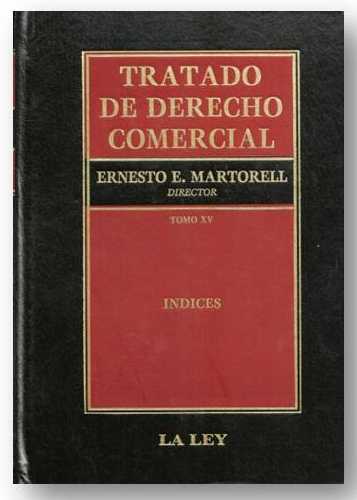 TRATADO
DE DERECHO
COMERCIAL
ERNESTO E. MARTORELL
DIRECTOR
TOMO XV
INDICES
LA LEY